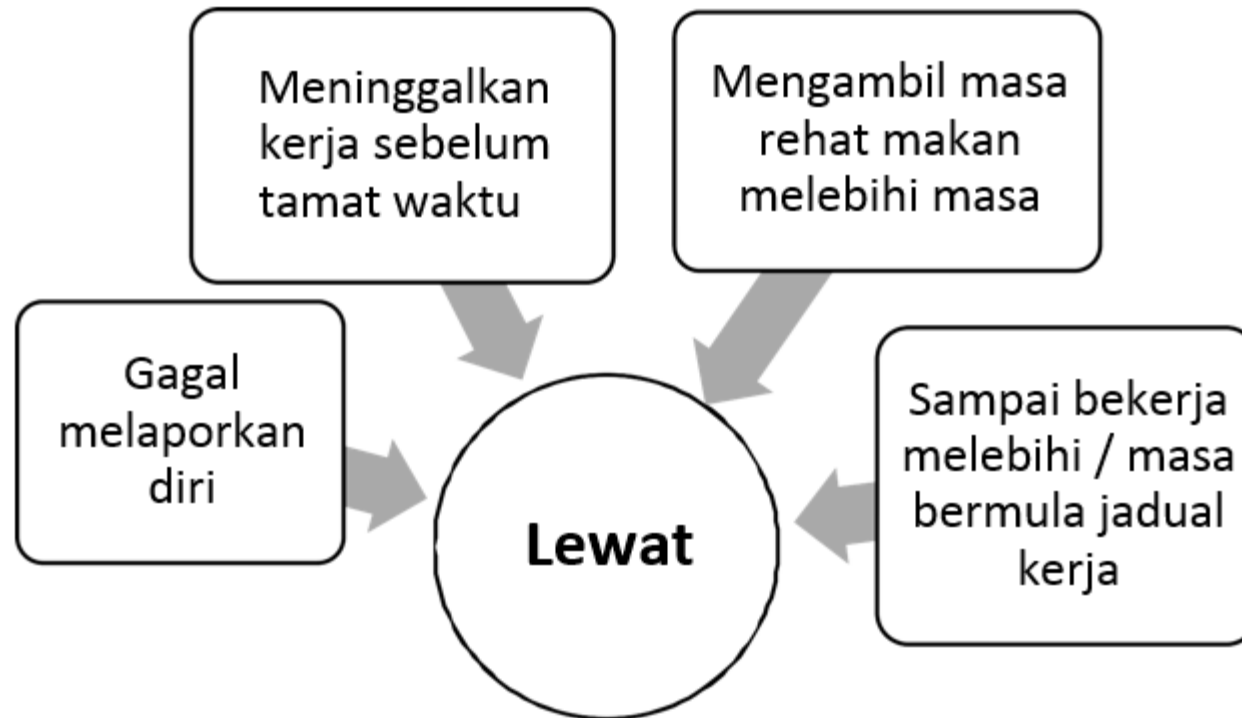 Meninggalkan
kerja sebelum
tamat waktu
Mengambil masa
rehat makan
melebihi masa
Gagal
melaporkan
diri
Sampai bekerja
melebihi / masa
bermula jadual
kerja
Lewat